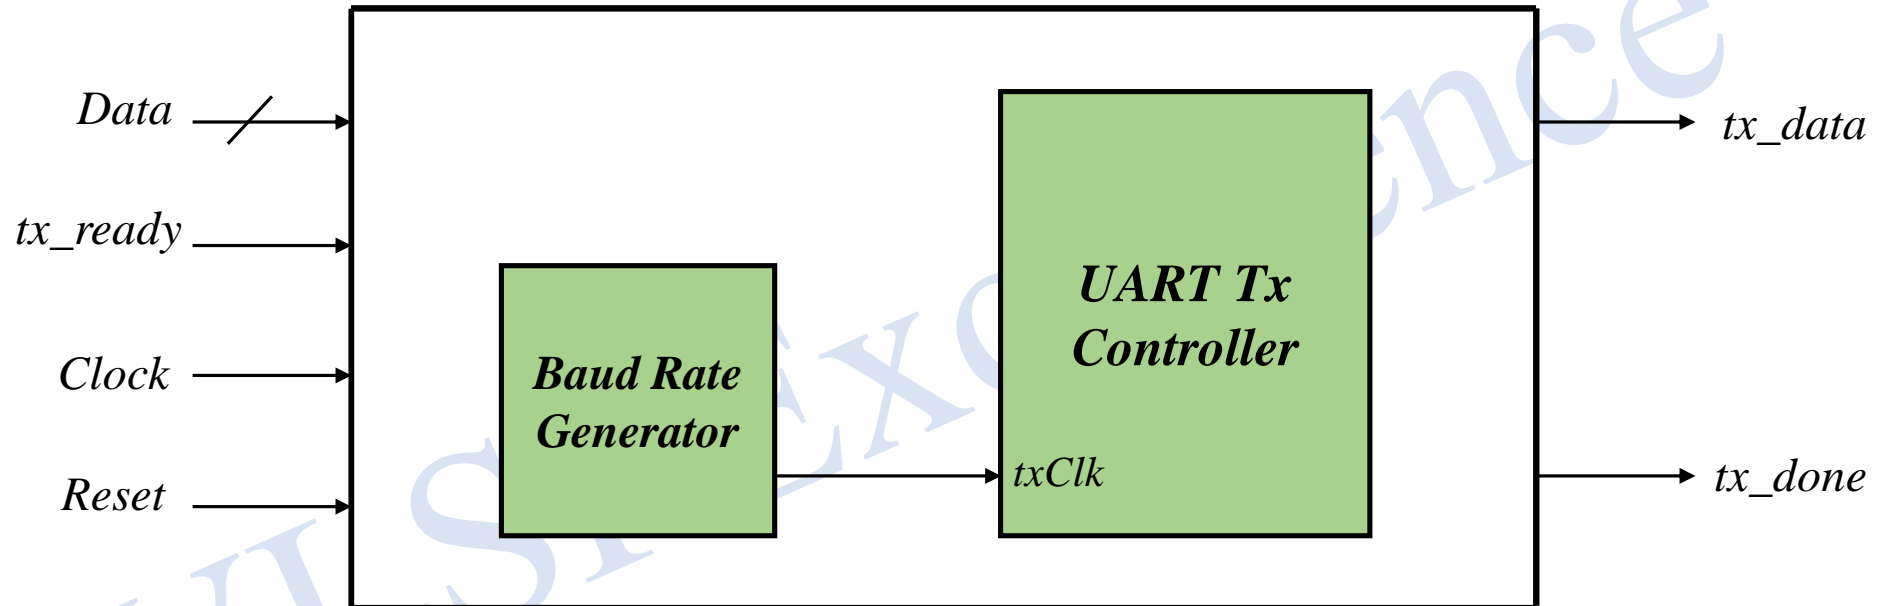 Data
tx_ready
Clock
Reset
Baud Rate
Generator
UART Tx
Controller
txClk
tx_data
tx_done